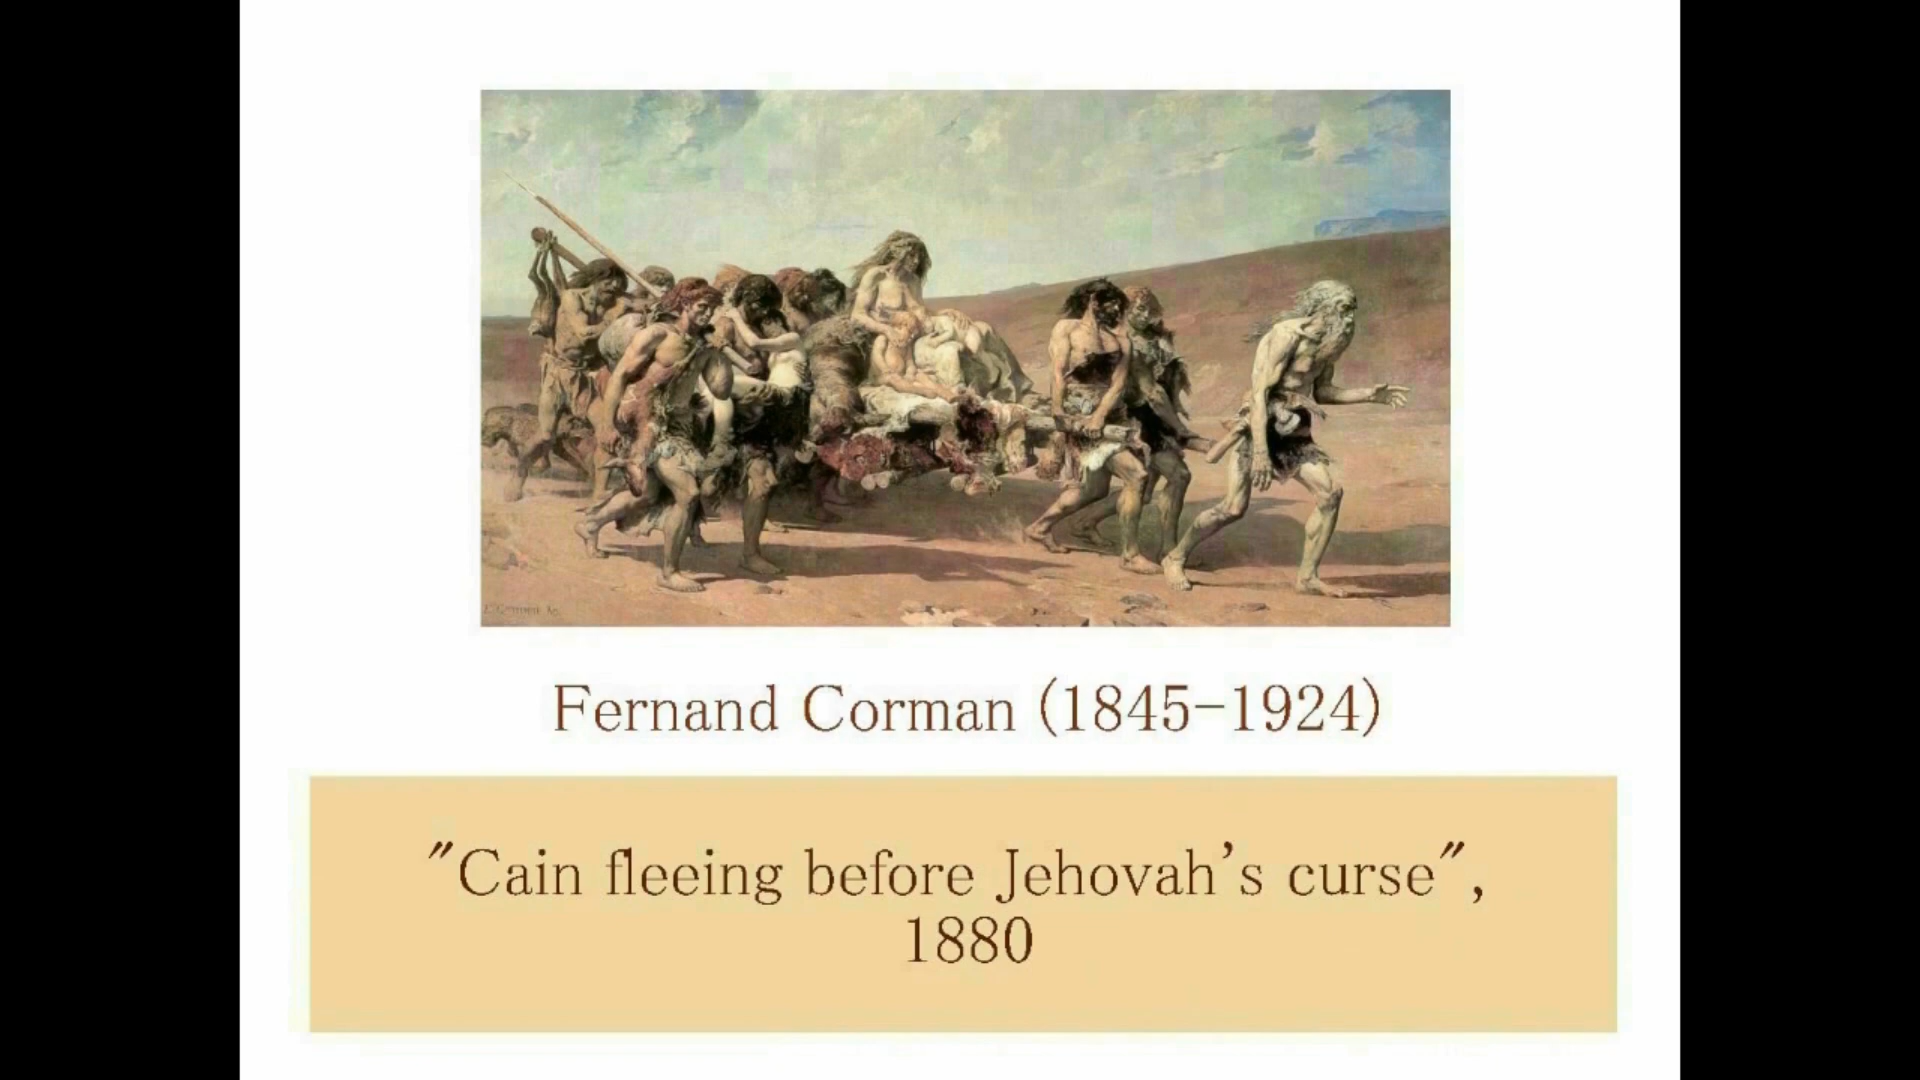 Fernand Corman (1845-1924)
"Cain fleeing before Jehovah's curse",
1880